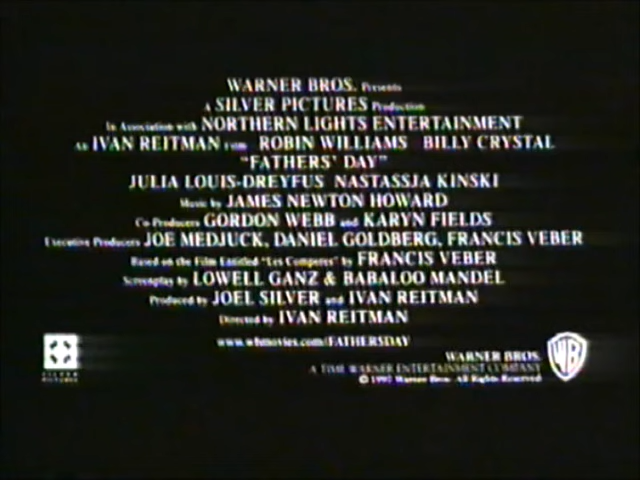 WARNER BROS. Presents
A SILVER PICTURES Production
In Association with NORTHERN LIGHTS ENTERTAINMENT
An IVAN REITMAN Film ROBIN WILLIAMS BILLY CRYSTAL
"FATHERS' DAY"
JULIA LOUIS-DREYFUS NASTASSJA KINSKI
Music by JAMES NEWTON HOWARD
Co-Producers GORDON WEBB and KARYN FIELDS
Executive Producers JOE MEDJUCK, DANIEL GOLDBERG, FRANCIS VEBER
Based on the Film Entitled "Les Comperes" by FRANCIS VEBER
Screenplay by LOWELL GANZ & BABALOO MANDEL
Produced by JOEL SILVER and IVAN REITMAN
Directed by IVAN REITMAN
www.wbmovies.com/FATHERSDAY
SILVER
PICTURES
WARNER BROS.
A TIME WARNER ENTERTAINMENT COMPANY
© 1997 Warner Bros. All Rights Reserved
WB